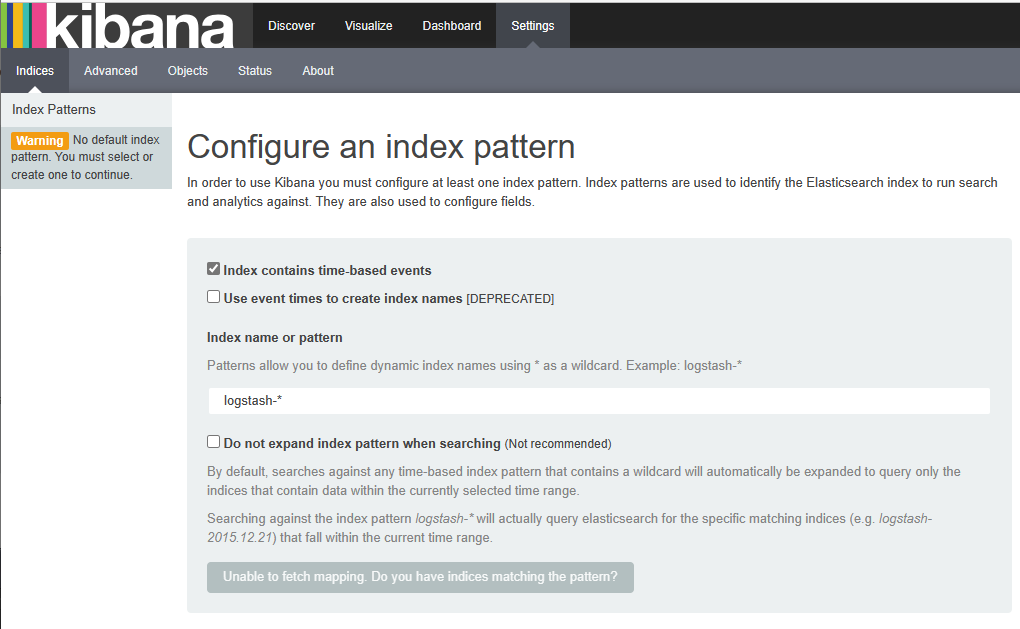 kibana
Discover
Visualize
Dashboard
Settings
Indices
Advanced
Objects
Status
About
Index Patterns
Warning No default index
pattern. You must select or
create one to continue.
Configure an index pattern
In order to use Kibana you must configure at least one index pattern. Index patterns are used to identify the Elasticsearch index to run search
and analytics against. They are also used to configure fields.
Index contains time-based events
Use event times to create index names [DEPRECATED]
Index name or pattern
Patterns allow you to define dynamic index names using * as a wildcard. Example: logstash-*
logstash-*
Do not expand index pattern when searching (Not recommended)
By default, searches against any time-based index pattern that contains a wildcard will automatically be expanded to query only the
indices that contain data within the currently selected time range.
Searching against the index pattern logstash-* will actually query elasticsearch for the specific matching indices (e.g. logstash-
2015.12.21) that fall within the current time range.
Unable to fetch mapping. Do you have indices matching the pattern?